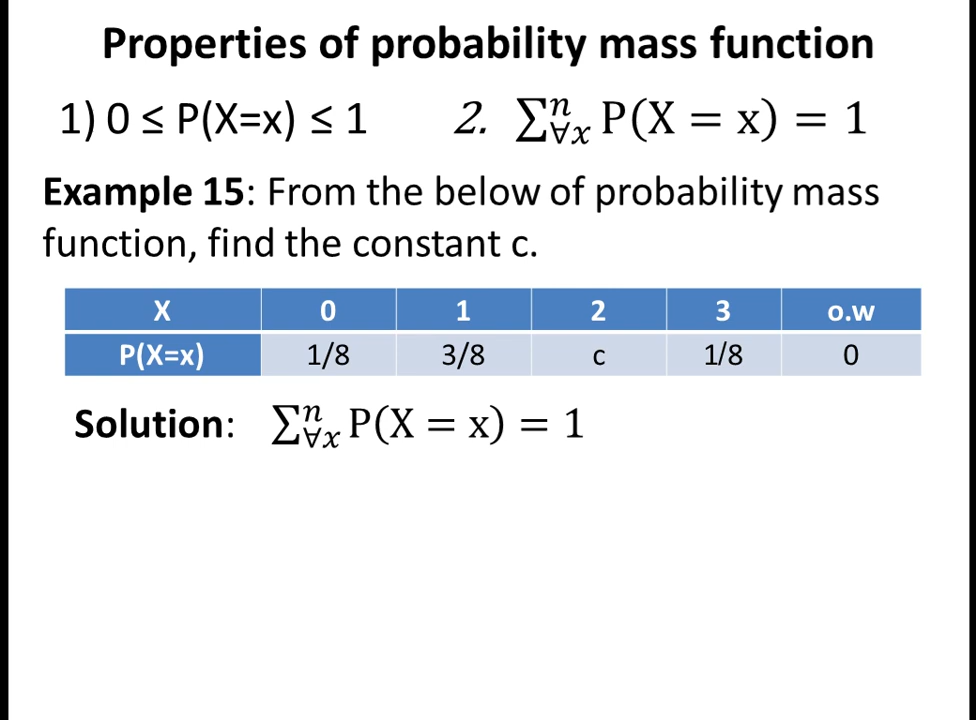 Properties of probability mass function
1) 0 ≤ P(X=x) ≤ 1 2. ∑ⁿ∀x P(X = x) = 1
Example 15: From the below of probability mass
function, find the constant c.
X 0 1 2 3 o.w
P(X=x) 1/8 3/8 c 1/8 0
Solution: ∑ⁿ∀x P(X = x) = 1